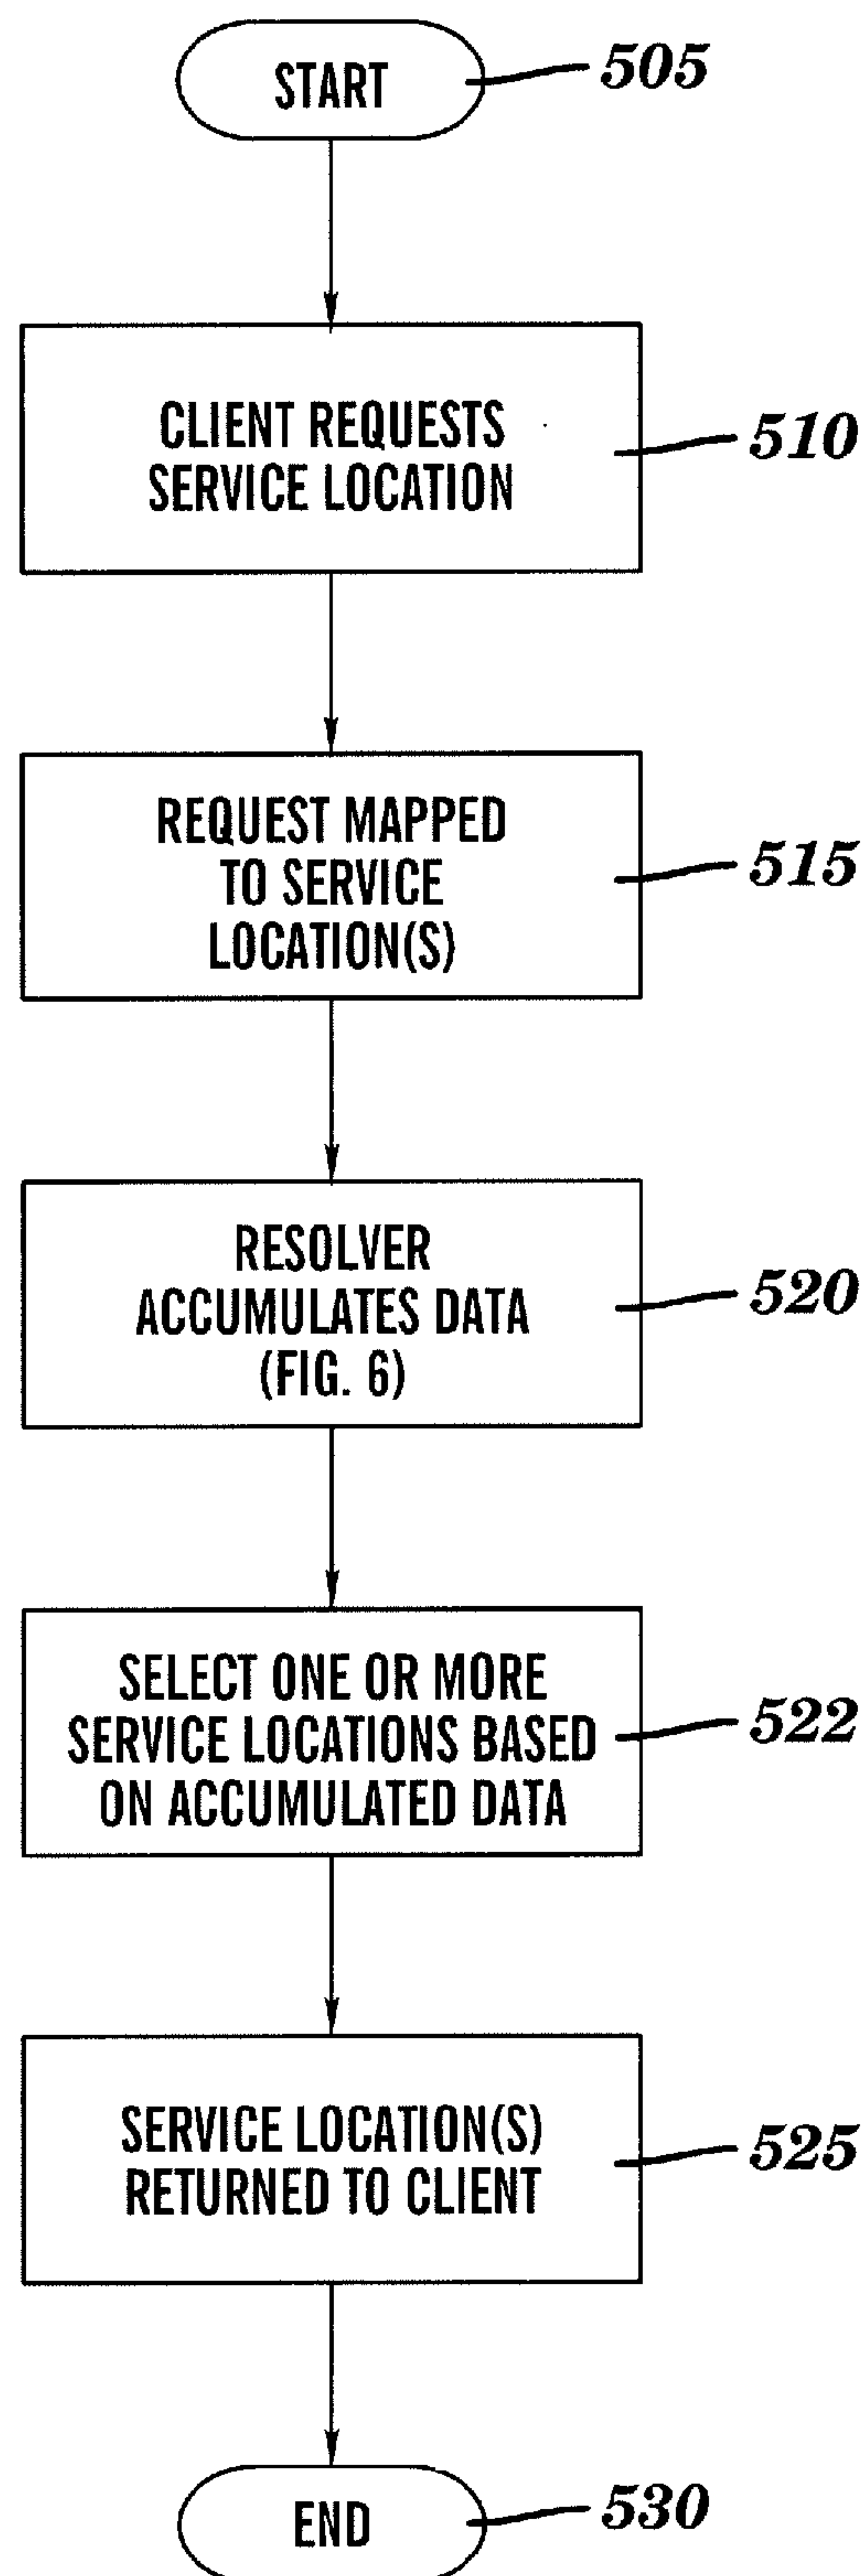 START
505
CLIENT REQUESTS
SERVICE LOCATION
510
REQUEST MAPPED
TO SERVICE
LOCATION(S)
515
RESOLVER
ACCUMULATES DATA
(FIG. 6)
520
SELECT ONE OR MORE
SERVICE LOCATIONS BASED
ON ACCUMULATED DATA
522
SERVICE LOCATION(S)
RETURNED TO CLIENT
525
END
530